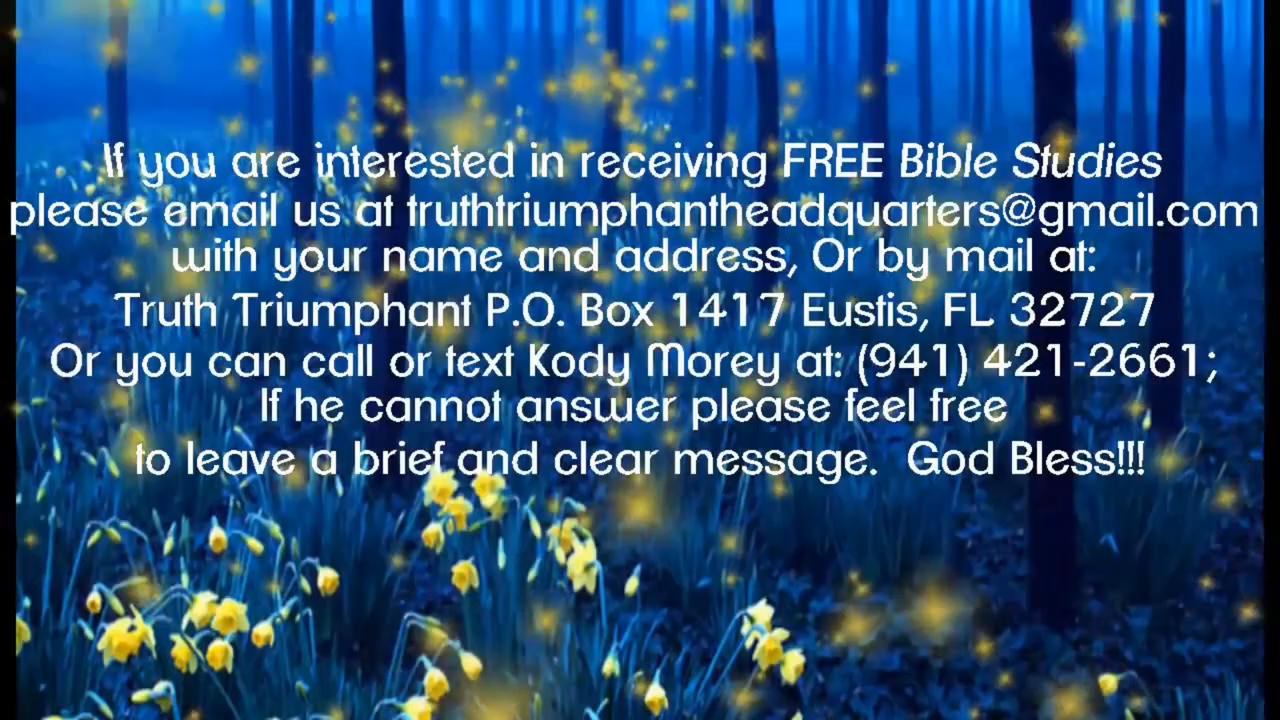 If you are interested in receiving FREE Bible Studies
please email us at truthtriumphantheadquarters@gmail.com
with your name and address, Or by mail at:
Truth Triumphant P.O. Box 1417 Eustis, FL 32727
Or you can call or text Kody Morey at: (941) 421-2661;
If he cannot answer please feel free
to leave a brief and clear message.  God Bless!!!